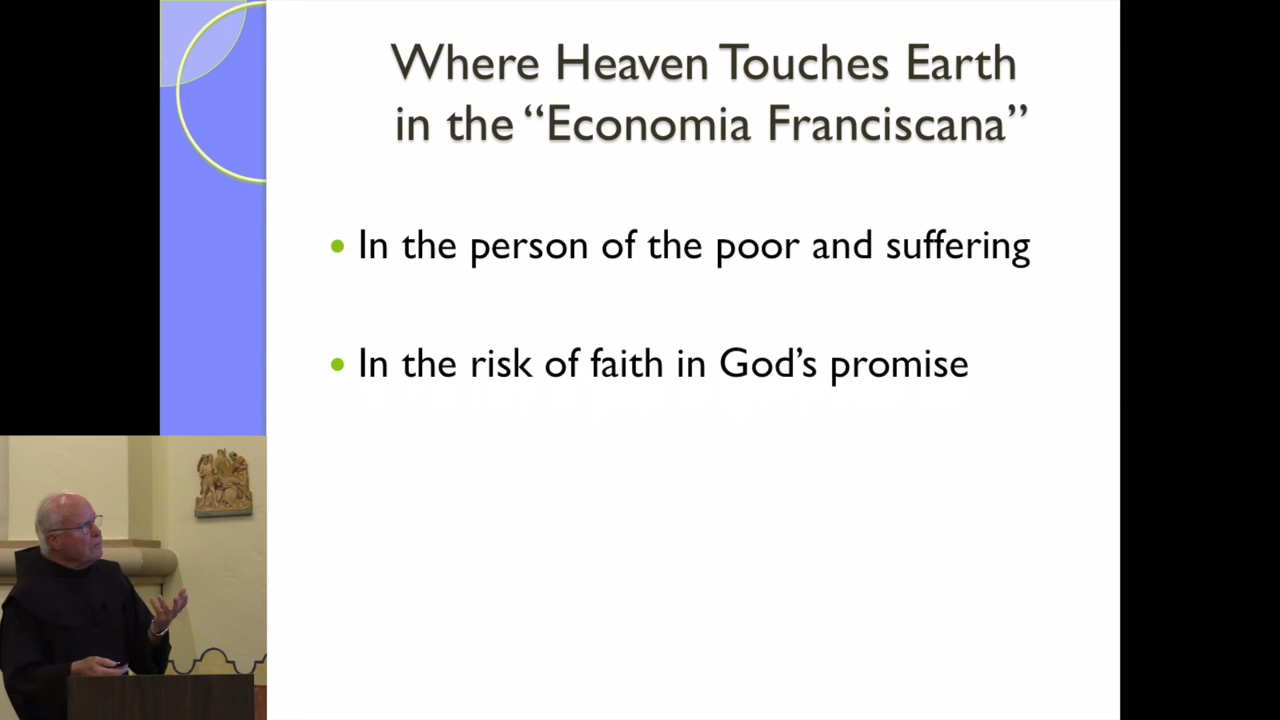 Where Heaven Touches Earth
in the “Economia Franciscana”
• In the person of the poor and suffering
• In the risk of faith in God’s promise